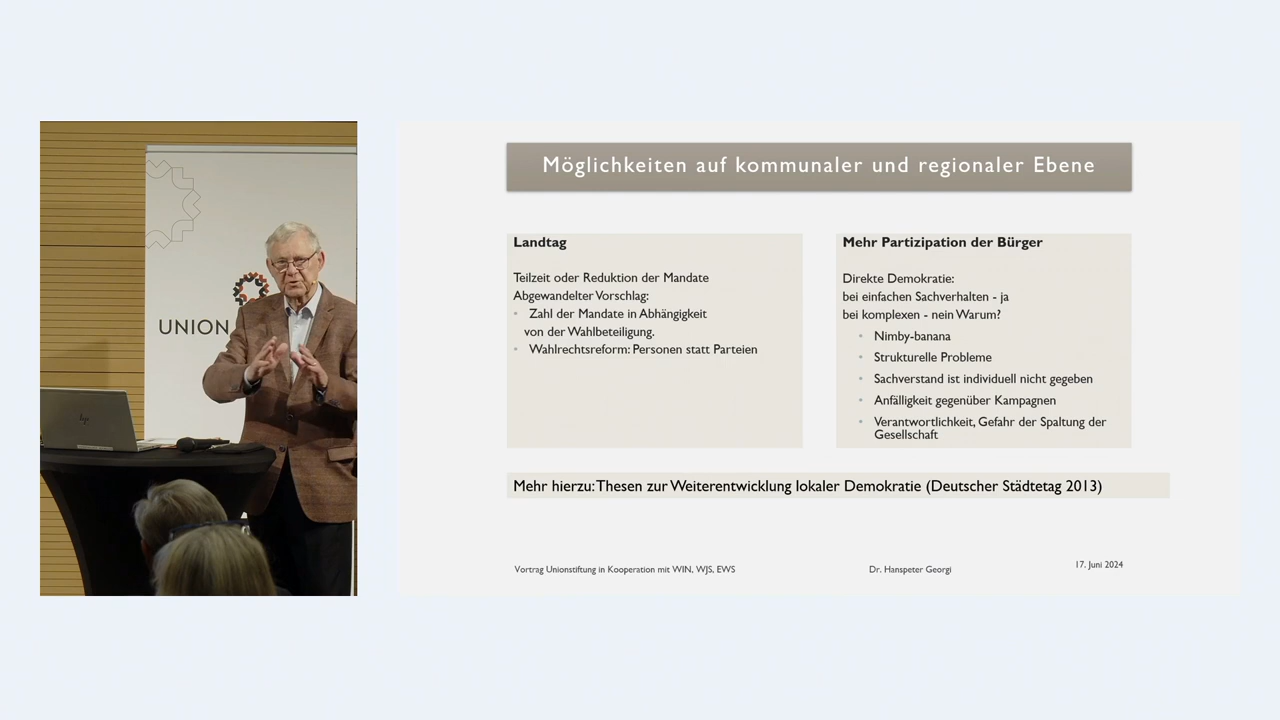 UNION
hp
Möglichkeiten auf kommunaler und regionaler Ebene
Landtag
Teilzeit oder Reduktion der Mandate
Abgewandelter Vorschlag:
• Zahl der Mandate in Abhängigkeit
von der Wahlbeteiligung.
• Wahlrechtsreform: Personen statt Parteien
Mehr Partizipation der Bürger
Direkte Demokratie:
bei einfachen Sachverhalten - ja
bei komplexen - nein Warum?
• Nimby-banana
• Strukturelle Probleme
• Sachverstand ist individuell nicht gegeben
• Anfälligkeit gegenüber Kampagnen
• Verantwortlichkeit, Gefahr der Spaltung der
Gesellschaft
Mehr hierzu: Thesen zur Weiterentwicklung lokaler Demokratie (Deutscher Städtetag 2013)
Vortrag Unionstiftung in Kooperation mit WIN, WJS, EWS
Dr. Hanspeter Georgi
17. Juni 2024